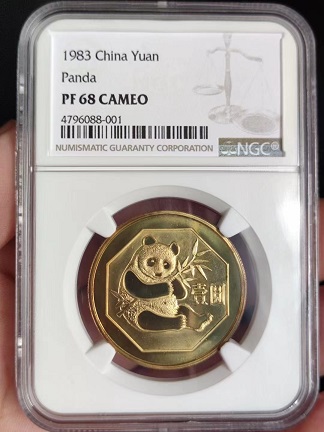 1983 China Yuan
Panda
PF 68 CAMEO
4796088-001
NUMISMATIC GUARANTY CORPORATION
NGC
壹圓